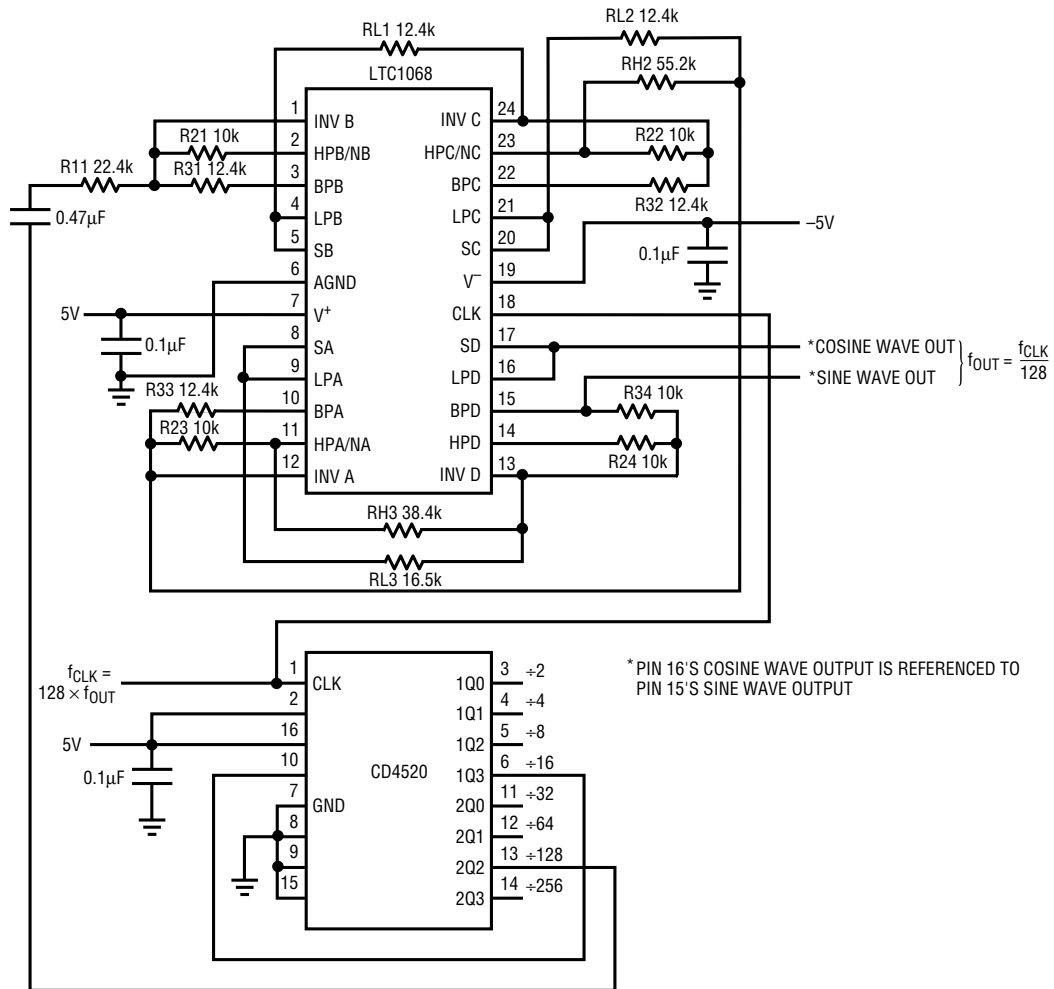 RL1 12.4k
RL2 12.4k
RH2 55.2k
LTC1068
1 INV B
2 HPB/NB
3 BPB
4 LPB
5 SB
6 AGND
7 V+
8 SA
9 LPA
10 BPA
11 HPA/NA
12 INV A
24 INV C
23 HPC/NC
22 BPC
21 LPC
20 SC
19 V–
18 CLK
17 SD
16 LPD
15 BPD
14 HPD
13 INV D
R21 10k
R11 22.4k
R31 12.4k
0.47µF
5V
0.1µF
R33 12.4k
R23 10k
R22 10k
R32 12.4k
–5V
0.1µF
*COSINE WAVE OUT
*SINE WAVE OUT
fOUT = fCLK
128
R34 10k
R24 10k
RH3 38.4k
RL3 16.5k
fCLK =
128 × fOUT
5V
0.1µF
CD4520
1 CLK
2
16
10
7 GND
8
9
15
1Q0 3 ÷2
1Q1 4 ÷4
1Q2 5 ÷8
1Q3 6 ÷16
2Q0 11 ÷32
2Q1 12 ÷64
2Q2 13 ÷128
2Q3 14 ÷256
*PIN 16'S COSINE WAVE OUTPUT IS REFERENCED TO
PIN 15'S SINE WAVE OUTPUT